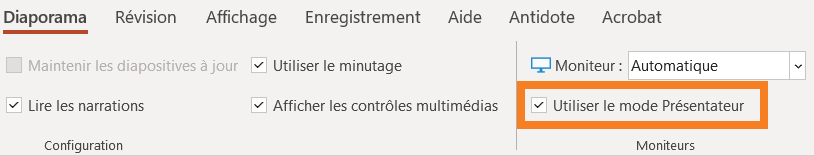 Diaporama Révision Affichage Enregistrement Aide Antidote Acrobat
Maintenir les diapositives à jour Utiliser le minutage Moniteur : Automatique
Lire les narrations Afficher les contrôles multimédias Utiliser le mode Présentateur
Configuration Moniteurs